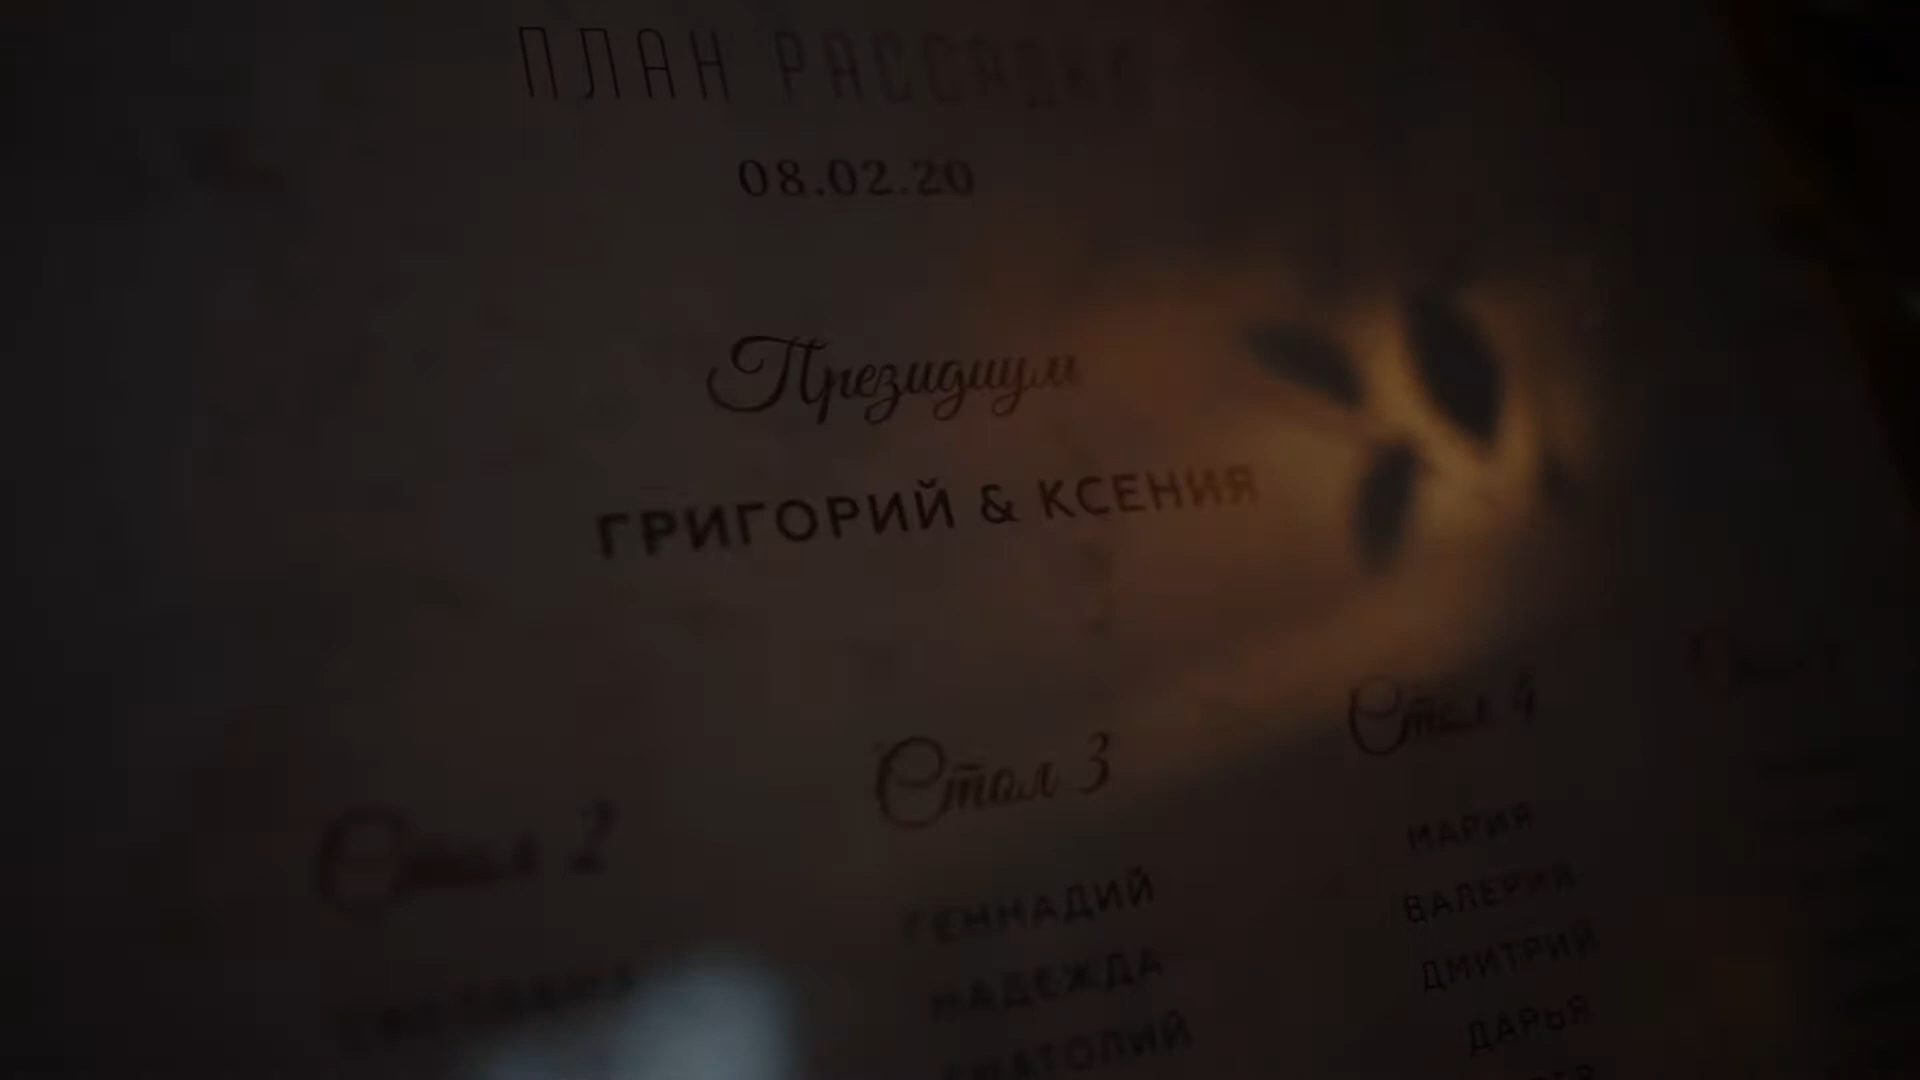 ПЛАН РАССАДКИ
08.02.20
Президиум
ГРИГОРИЙ & КСЕНИЯ
Стол 2
Стол 3
ГЕННАДИЙ
НАДЕЖДА
АНАТОЛИЙ
Стол 4
МАРИЯ
ВАЛЕРИЯ
ДМИТРИЙ
ДАРЬЯ